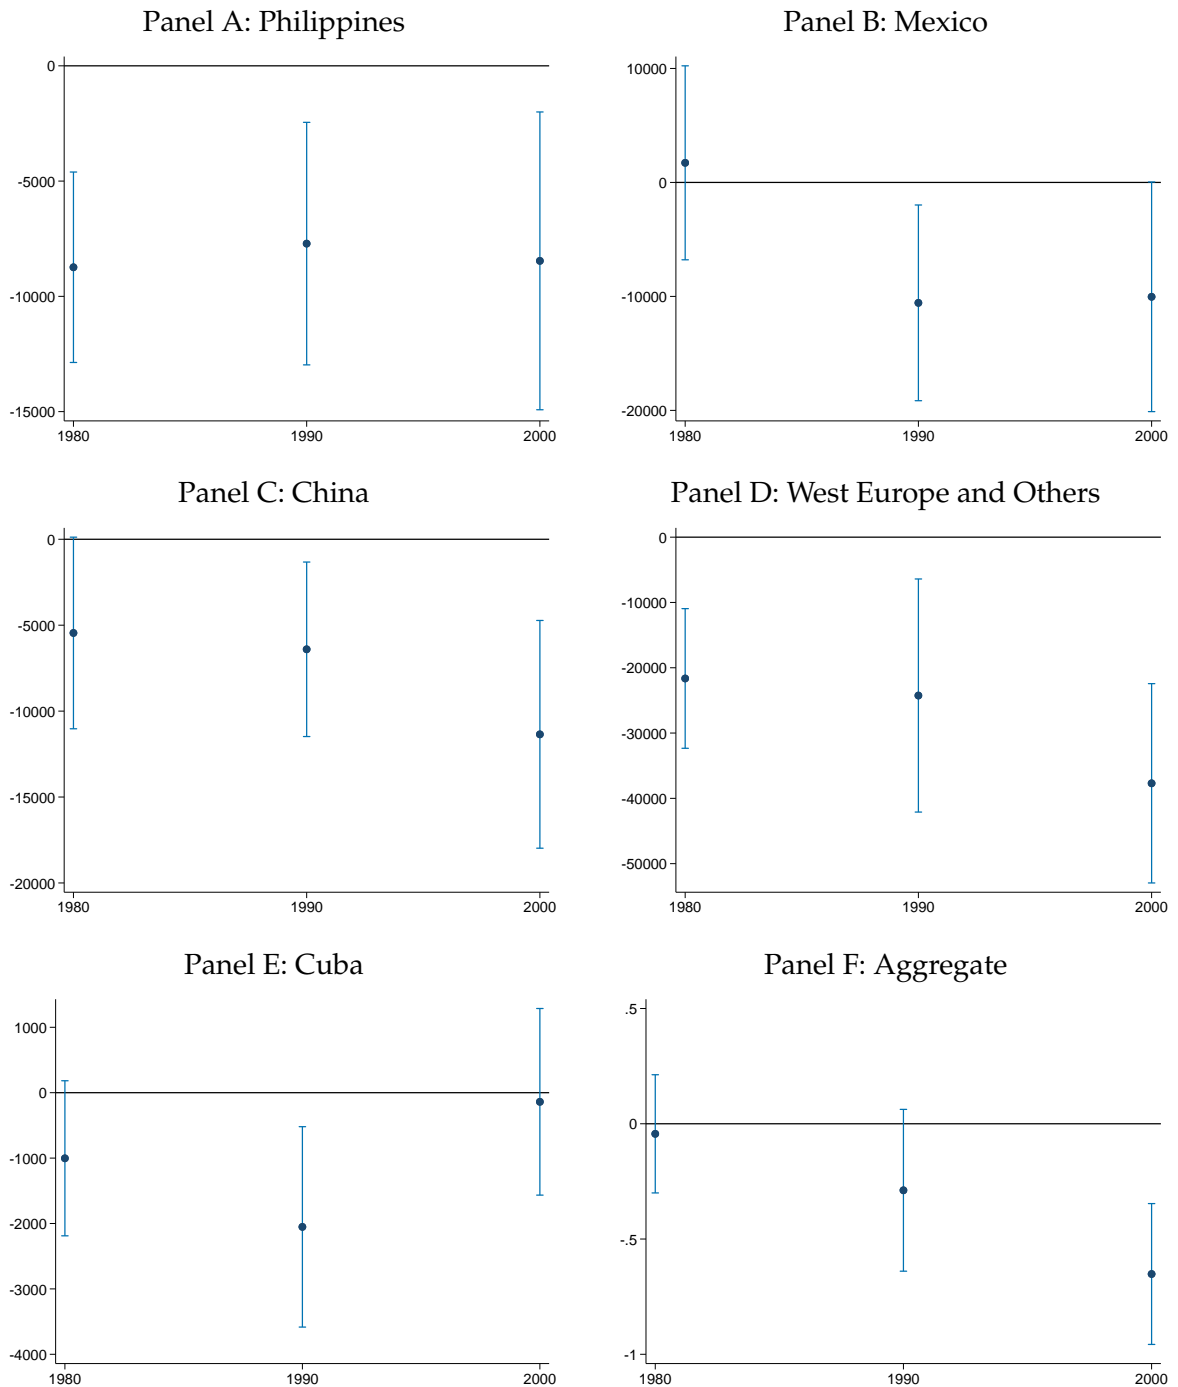 Panel A: Philippines
0
-5000
-10000
-15000
1980 1990 2000
Panel B: Mexico
10000
0
-10000
-20000
1980 1990 2000
Panel C: China
0
-5000
-10000
-15000
-20000
1980 1990 2000
Panel D: West Europe and Others
0
-10000
-20000
-30000
-40000
-50000
1980 1990 2000
Panel E: Cuba
1000
0
-1000
-2000
-3000
-4000
1980 1990 2000
Panel F: Aggregate
.5
0
-.5
-1
1980 1990 2000